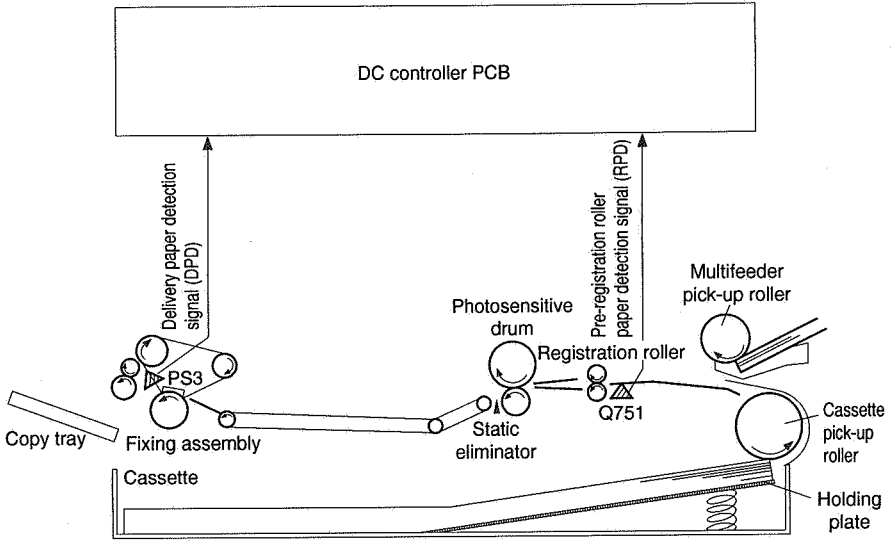 DC controller PCB
Delivery paper detection
signal (DPD)
Pre-registration roller
paper detection signal (RPD)
Multifeeder
pick-up roller
Photosensitive
drum
Registration roller
PS3
Q751
Copy tray
Fixing assembly
Static
eliminator
Cassette
pick-up
roller
Cassette
Holding
plate